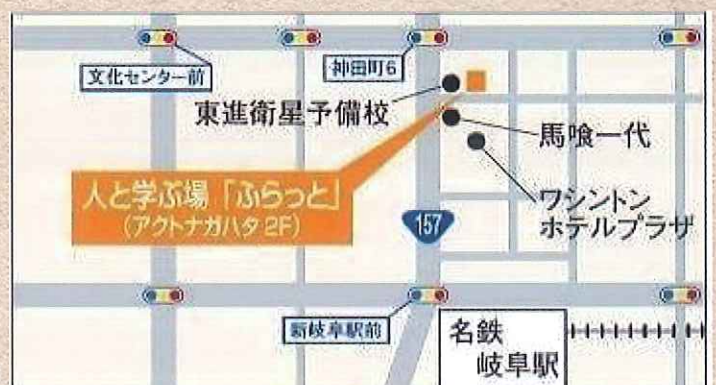 文化センター前
神田町6
東進衛星予備校
馬喰一代
人と学ぶ場「ふらっと」
(アクトナガハタ2F)
ワシントン
ホテルプラザ
157
新岐阜駅前
名鉄
岐阜駅